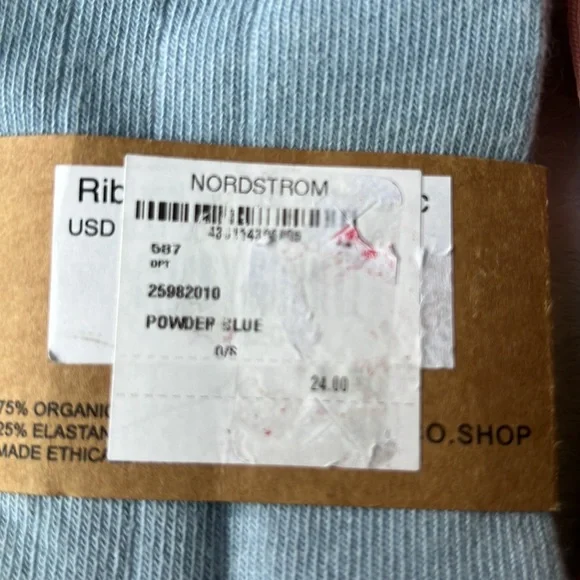 NORDSTROM
Rib
USD
587
DPT
25982010
POWDER BLUE
O/S
24.00
75% ORGANIC
25% ELASTAN
MADE ETHICA
O.SHOP